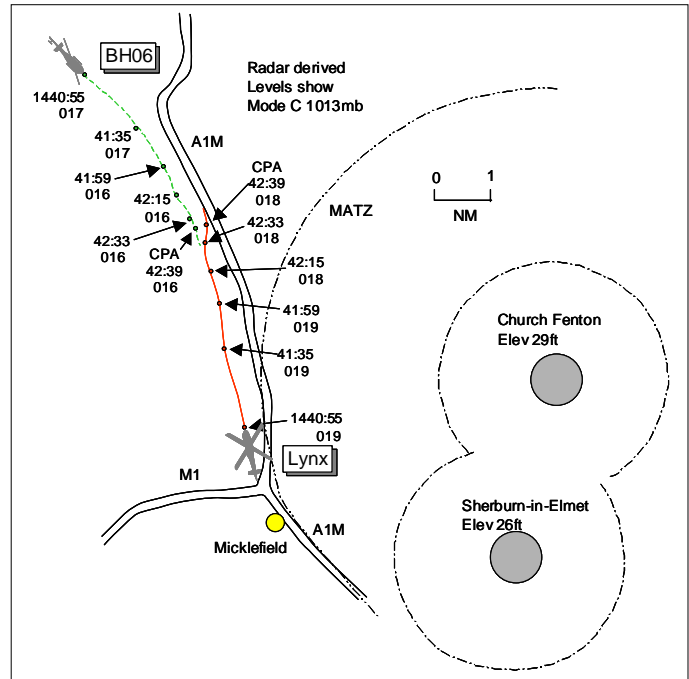 BH06
Radar derived
Levels show
Mode C 1013mb
1440:55
017
A1M
41:35
017
CPA
42:39
018
41:59
016
0 1
NM
42:15
016
MATZ
42:33
018
42:33
016
CPA
42:39
016
42:15
018
41:59
019
Church Fenton
Elev 29ft
41:35
019
1440:55
019
Lynx
M1
Sherburn-in-Elmet
Elev 26ft
A1M
Micklefield